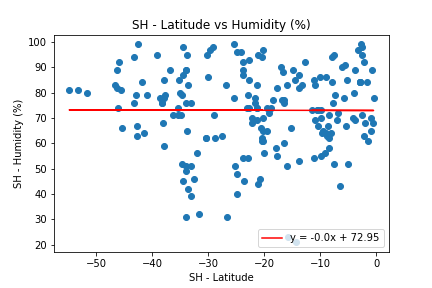 SH - Latitude vs Humidity (%)
100
90
80
70
60
50
40
30
20
SH - Humidity (%)
y = -0.0x + 72.95
−50 −40 −30 −20 −10 0
SH - Latitude